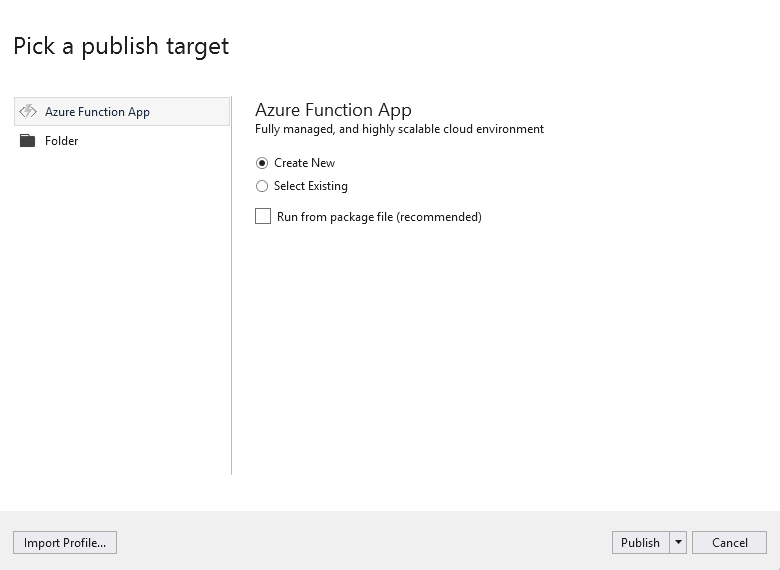 Pick a publish target
Azure Function App
Folder
Azure Function App
Fully managed, and highly scalable cloud environment
Create New
Select Existing
Run from package file (recommended)
Import Profile...
Publish
Cancel